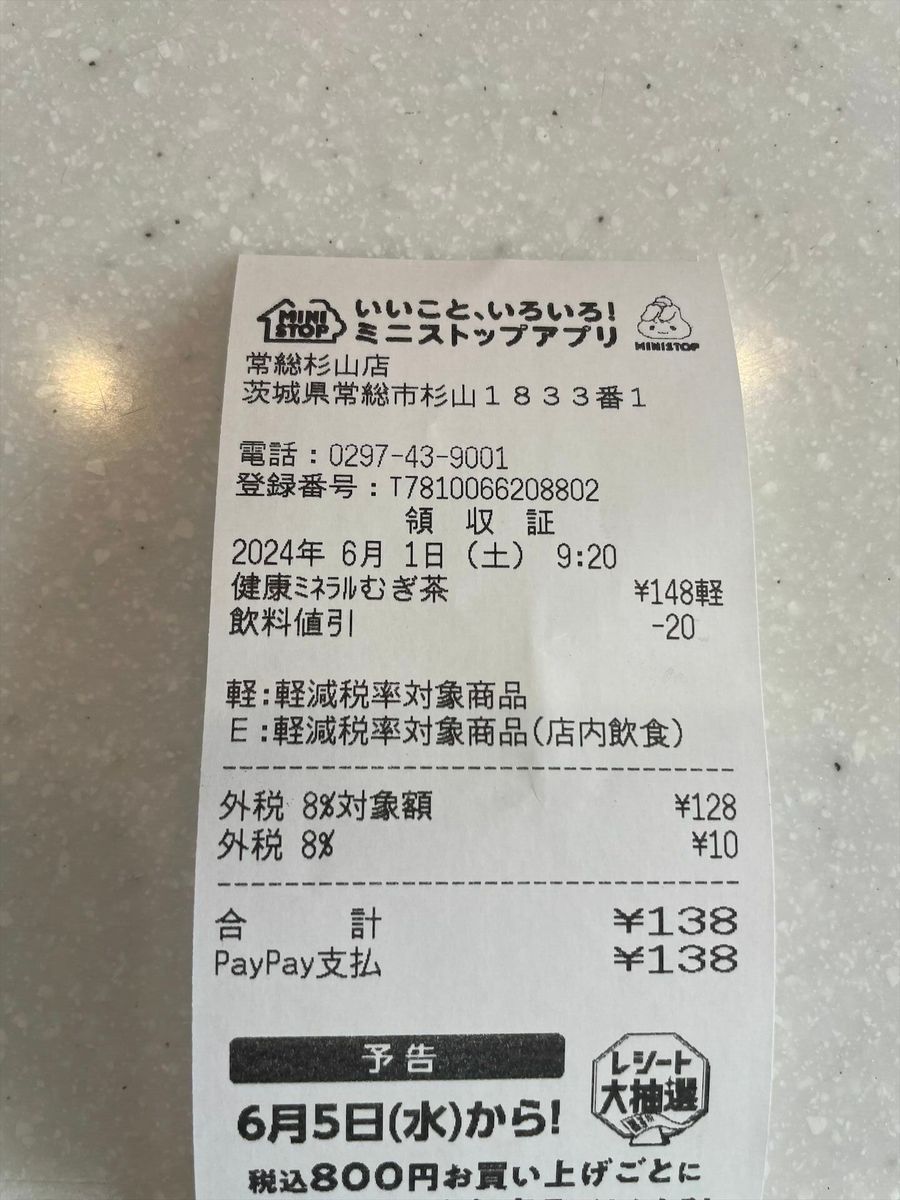 MINI STOP いいこと、いろいろ!
ミニストップアプリ
MINISTOP
常総杉山店
茨城県常総市杉山1833番1
電話:0297-43-9001
登録番号:T7810066208802
領 収 証
2024年 6月 1日 (土) 9:20
健康ミネラルむぎ茶 ¥148軽
飲料値引 -20
軽:軽減税率対象商品
E:軽減税率対象商品(店内飲食)
外税 8%対象額 ¥128
外税 8% ¥10
合 計 ¥138
PayPay支払 ¥138
予告
レシート
大抽選
6月5日(水)から!
税込800円お買い上げごとに